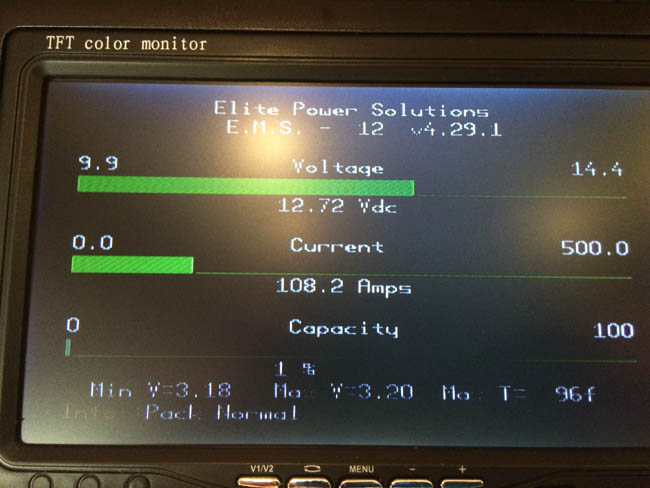 TFT color monitor
Elite Power Solutions
E.M.S. - 12 v4.29.1
9.9 Voltage 14.4
12.72 Vdc
0.0 Current 500.0
108.2 Amps
0 Capacity 100
1 %
Min V=3.18 Max V=3.20 Max T= 96f
Info: Pack Normal
V1/V2 MENU - +